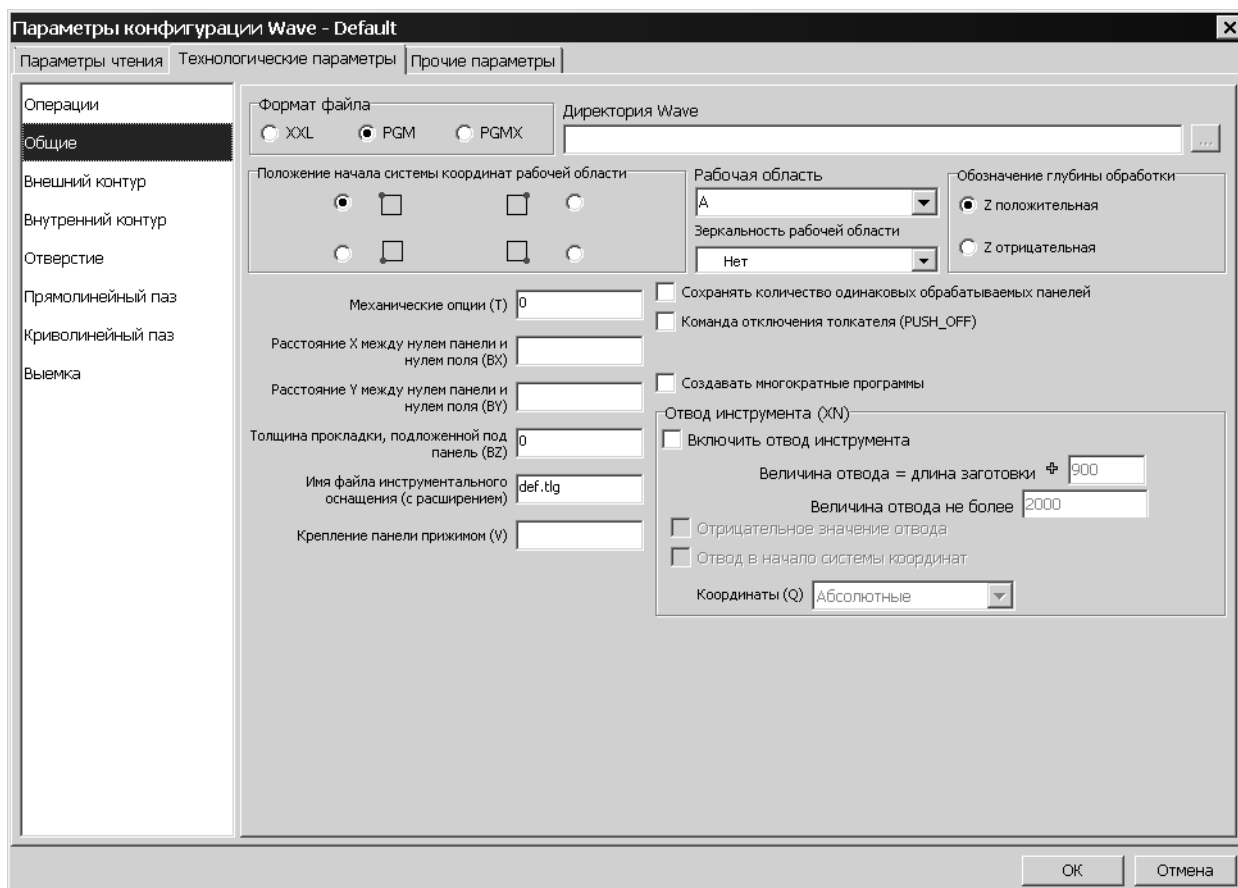 Параметры конфигурации Wave - Default
Параметры чтения
Технологические параметры
Прочие параметры
Операции
Общие
Внешний контур
Внутренний контур
Отверстие
Прямолинейный паз
Криволинейный паз
Выемка
Формат файла
XXL
PGM
PGMX
Директория Wave
...
Положение начала системы координат рабочей области
Рабочая область
A
Зеркальность рабочей области
Нет
Обозначение глубины обработки
Z положительная
Z отрицательная
Механические опции (T)
0
Расстояние X между нулем панели и
нулем поля (BX)
Расстояние Y между нулем панели и
нулем поля (BY)
Толщина прокладки, подложенной под
панель (BZ)
0
Имя файла инструментального
оснащения (с расширением)
def.tlg
Крепление панели прижимом (V)
Сохранять количество одинаковых обрабатываемых панелей
Команда отключения толкателя (PUSH_OFF)
Создавать многократные программы
Отвод инструмента (XN)
Включить отвод инструмента
Величина отвода = длина заготовки +
900
Величина отвода не более
2000
Отрицательное значение отвода
Отвод в начало системы координат
Координаты (Q)
Абсолютные
ОК
Отмена